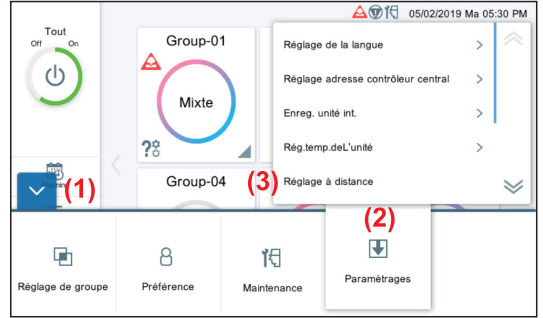 05/02/2019 Ma 05:30 PM
Tout
Off On
Group-01
Mixte
Group-04
(1)
(3)
(2)
Réglage de la langue
Réglage adresse contrôleur central
Enreg. unité int.
Rég.temp.deL'unité
Réglage à distance
Réglage de groupe
Préférence
Maintenance
Paramètrages